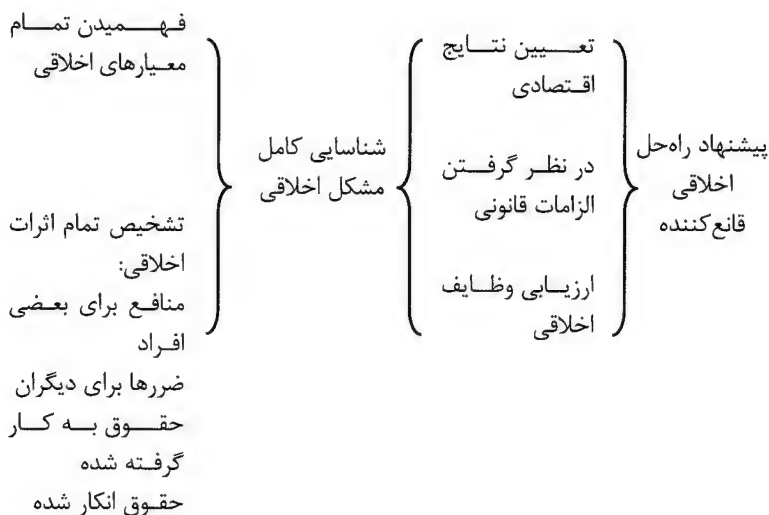 فهمیدن تمام
معیارهای اخلاقی
تشخیص تمام اثرات
اخلاقی:
منافع برای بعضی
افراد
ضررها برای دیگران
حقوق به کار
گرفته شده
حقوق انکار شده
شناسایی کامل
مشکل اخلاقی
تعیین نتایج
اقتصادی
در نظر گرفتن
الزامات قانونی
ارزیابی وظایف
اخلاقی
پیشنهاد راه‌حل
اخلاقی
قانع‌کننده